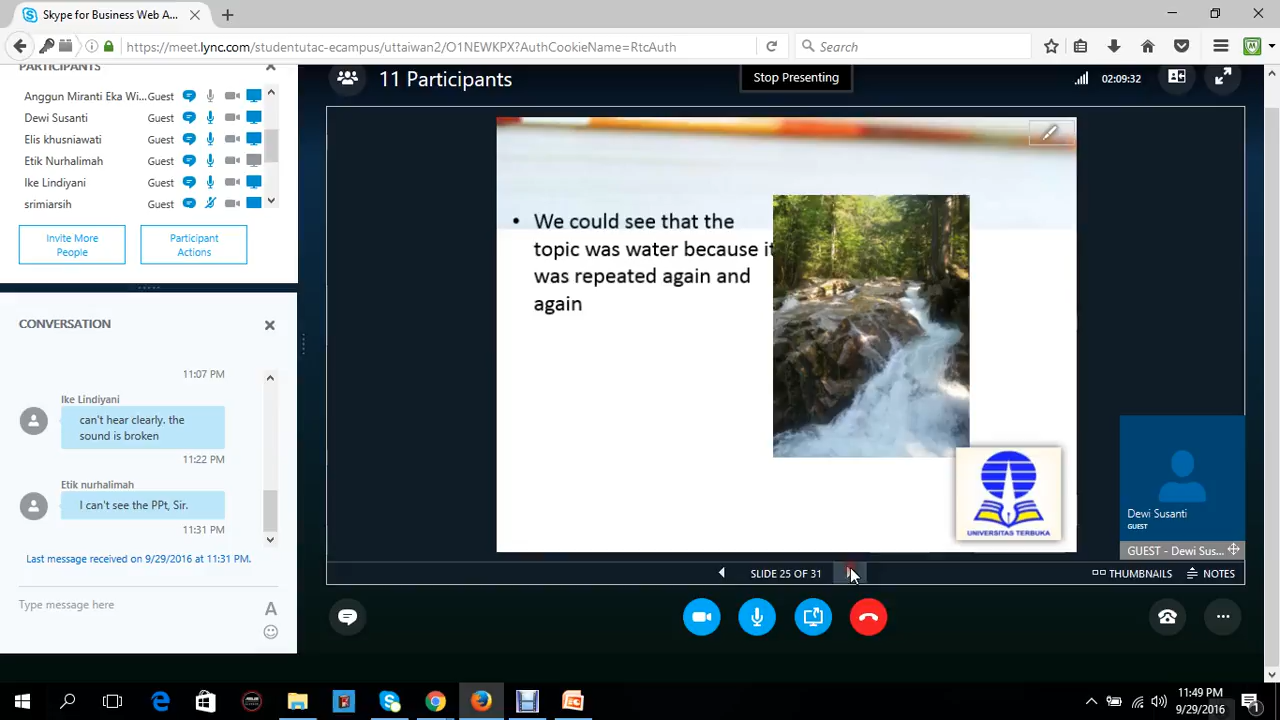 Skype for Business Web A...
https://meet.lync.com/studentutac-ecampus/uttaiwan2/O1NEWKPX?AuthCookieName=RtcAuth
Search
PARTICIPANTS
Anggun Miranti Eka Wi... Guest
Dewi Susanti Guest
Elis khusniawati Guest
Etik Nurhalimah Guest
Ike Lindiyani Guest
srimiarsih Guest
Invite More
People
Participant
Actions
CONVERSATION
11:07 PM
Ike Lindiyani
can't hear clearly. the
sound is broken
11:22 PM
Etik nurhalimah
I can't see the PPt, Sir.
11:31 PM
Last message received on 9/29/2016 at 11:31 PM.
Type message here
11 Participants
Stop Presenting
02:09:32
• We could see that the
topic was water because it
was repeated again and
again
UNIVERSITAS TERBUKA
Dewi Susanti
GUEST
GUEST - Dewi Sus...
SLIDE 25 OF 31
THUMBNAILS
NOTES
11:49 PM
9/29/2016